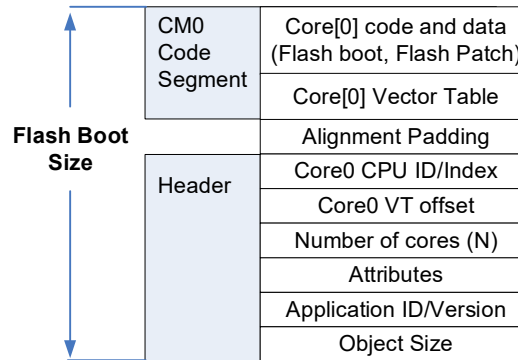 CM0
Code
Segment
Core[0] code and data
(Flash boot, Flash Patch)
Core[0] Vector Table
Flash Boot
Size
Alignment Padding
Header
Core0 CPU ID/Index
Core0 VT offset
Number of cores (N)
Attributes
Application ID/Version
Object Size